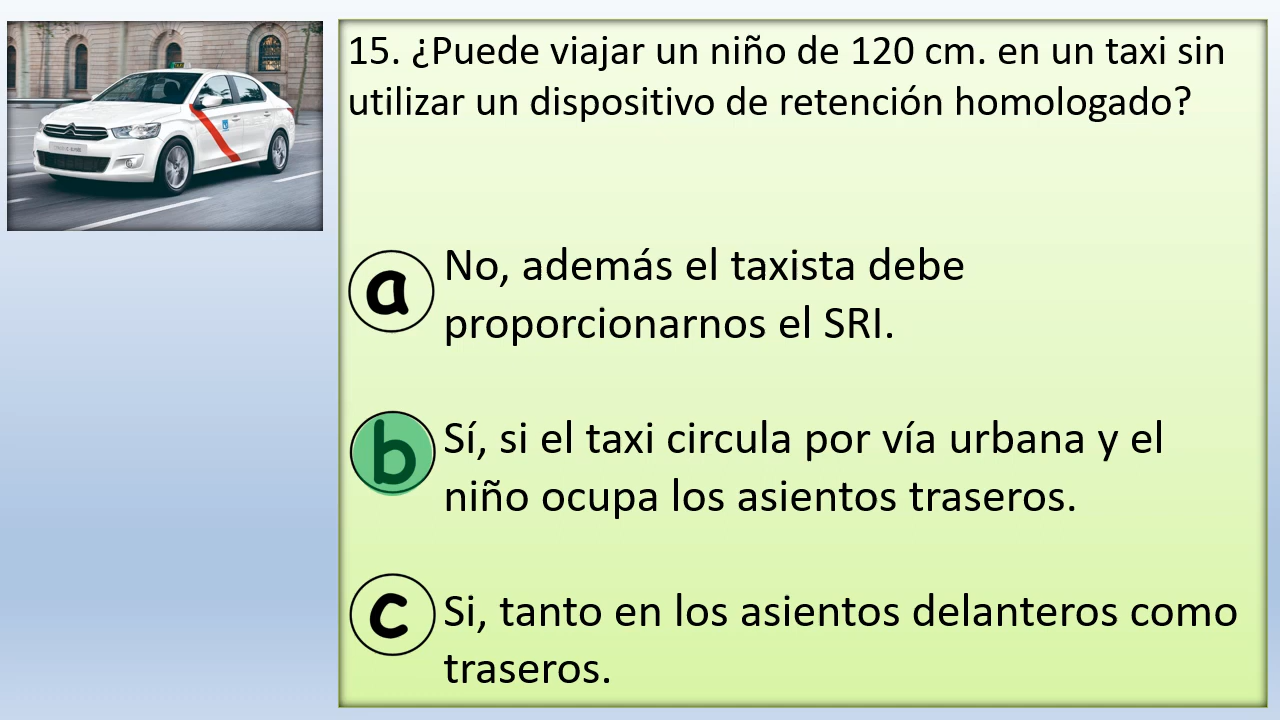 15. ¿Puede viajar un niño de 120 cm. en un taxi sin
utilizar un dispositivo de retención homologado?
a
No, además el taxista debe
proporcionarnos el SRI.
b
Sí, si el taxi circula por vía urbana y el
niño ocupa los asientos traseros.
c
Si, tanto en los asientos delanteros como
traseros.